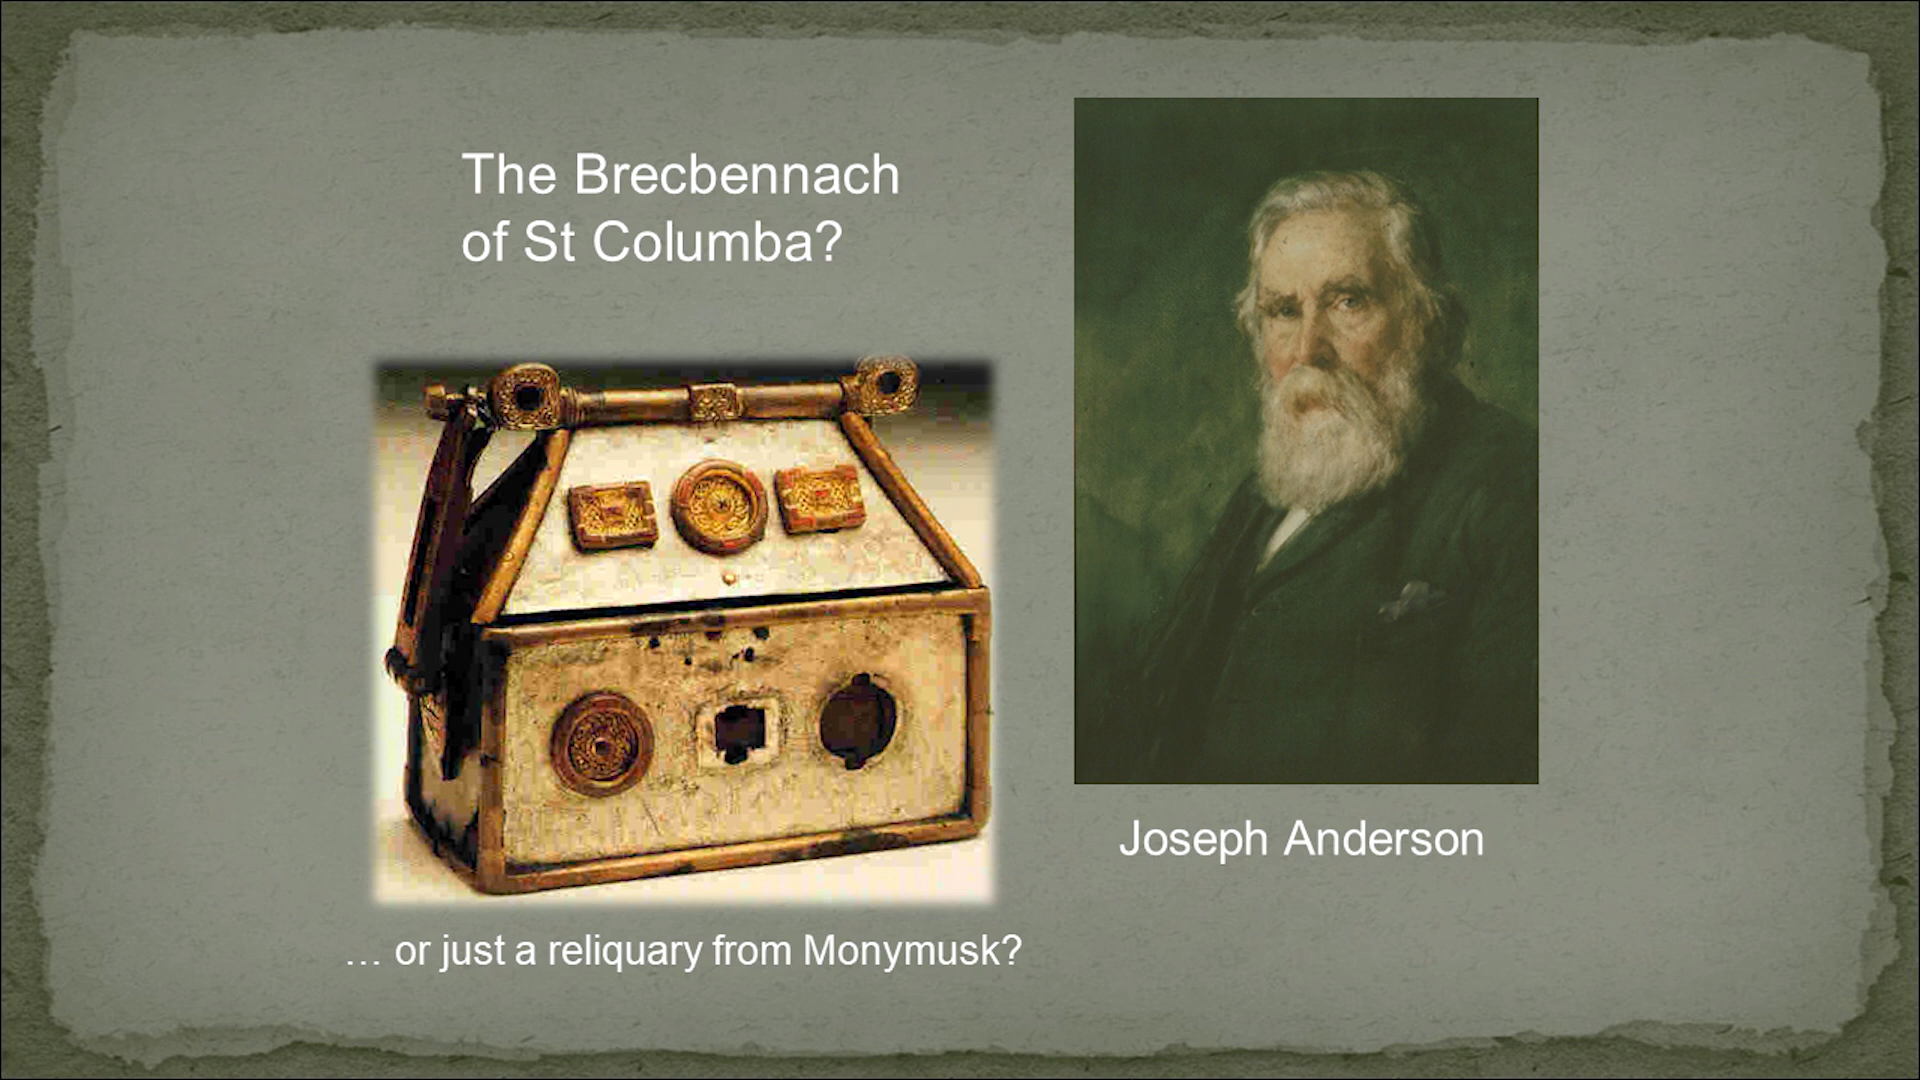 The Brecbennach
of St Columba?
Joseph Anderson
… or just a reliquary from Monymusk?